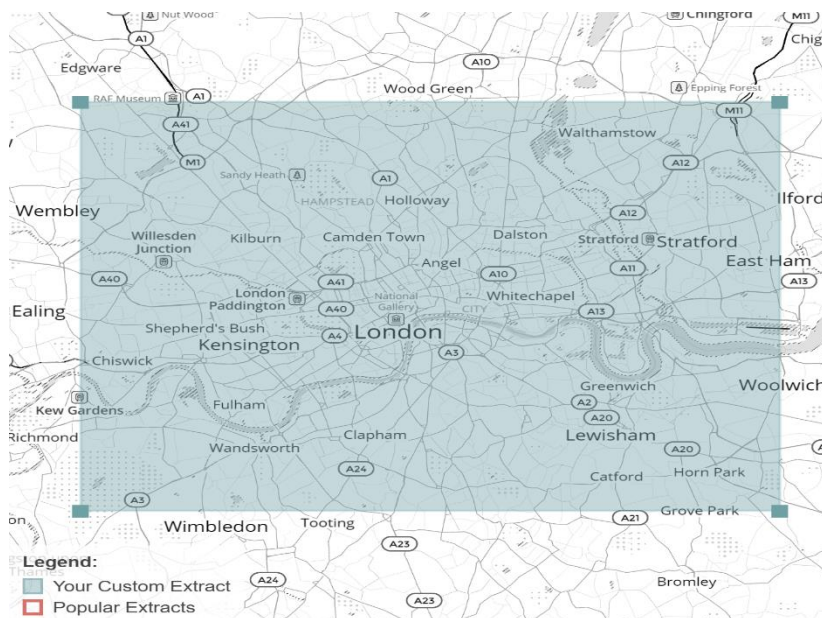 Nut Wood
Chingford
M11
A1
A10
Chig
Edgware
Wood Green
Epping Forest
RAF Museum
A1
M11
A41
Walthamstow
M1
A12
Sandy Heath
A1
HAMPSTEAD
Holloway
Ilford
Wembley
A12
Willesden
Junction
Kilburn
Camden Town
Dalston
Stratford
Stratford
Angel
East Ham
A40
A41
A10
A11
A13
London
Paddington
National
Gallery
Whitechapel
CITY
Ealing
A40
A13
Shepherd's Bush
A4
London
Kensington
A3
Chiswick
Greenwich
Woolwich
Kew Gardens
Fulham
A2
A20
Richmond
Clapham
Lewisham
Wandsworth
A20
A24
Catford
Horn Park
A3
Grove Park
on
Wimbledon
Tooting
A21
A23
Legend:
Thames
A24
Bromley
Your Custom Extract
A23
Popular Extracts